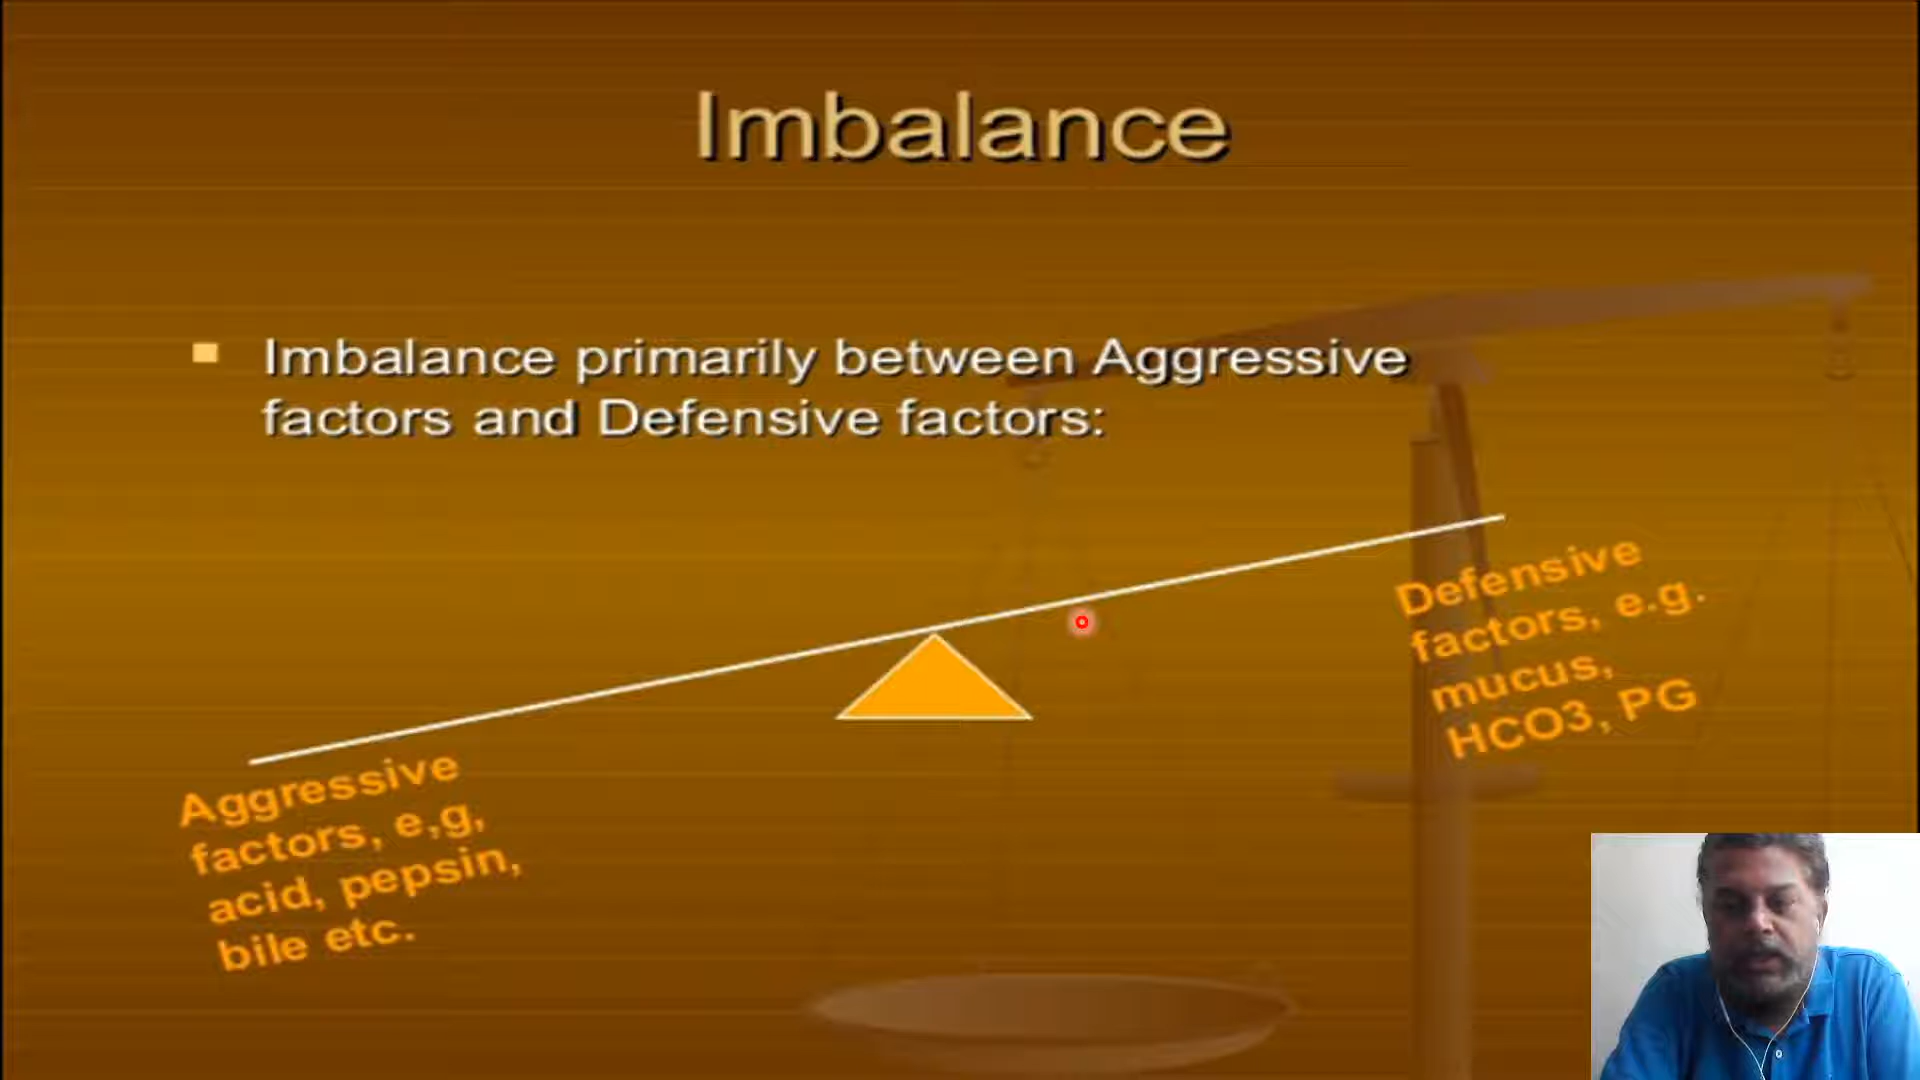 Imbalance
Imbalance primarily between Aggressive
factors and Defensive factors:
Defensive
factors, e.g.
mucus,
HCO3, PG
Aggressive
factors, e,g,
acid, pepsin,
bile etc.